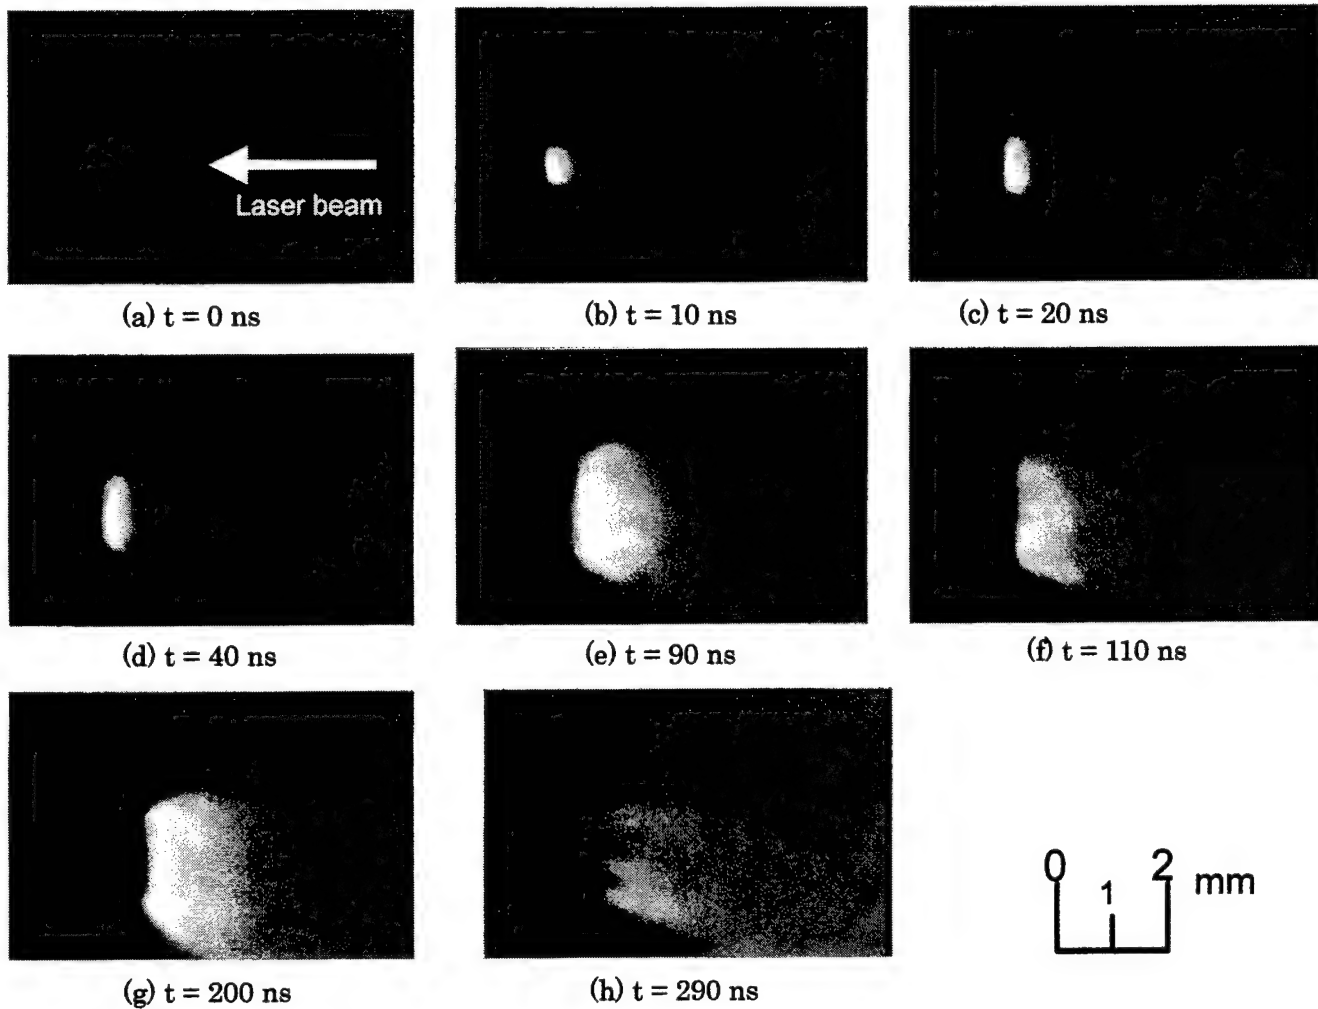 Laser beam
(a) t = 0 ns
(b) t = 10 ns
(c) t = 20 ns
(d) t = 40 ns
(e) t = 90 ns
(f) t = 110 ns
(g) t = 200 ns
(h) t = 290 ns
0 1 2 mm